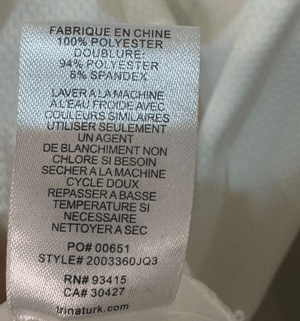 FABRIQUE EN CHINE
100% POLYESTER
DOUBLURE:
94% POLYESTER
6% SPANDEX
LAVER A LA MACHINE
A L'EAU FROIDE AVEC
COULEURS SIMILAIRES
UTILISER SEULEMENT
UN AGENT
DE BLANCHIMENT NON
CHLORE SI BESOIN
SECHER A LA MACHINE
CYCLE DOUX
REPASSER A BASSE
TEMPERATURE SI
NECESSAIRE
NETTOYER A SEC
PO# 00651
STYLE# 2003360JQ3
RN# 93415
CA# 30427
trinaturk.com